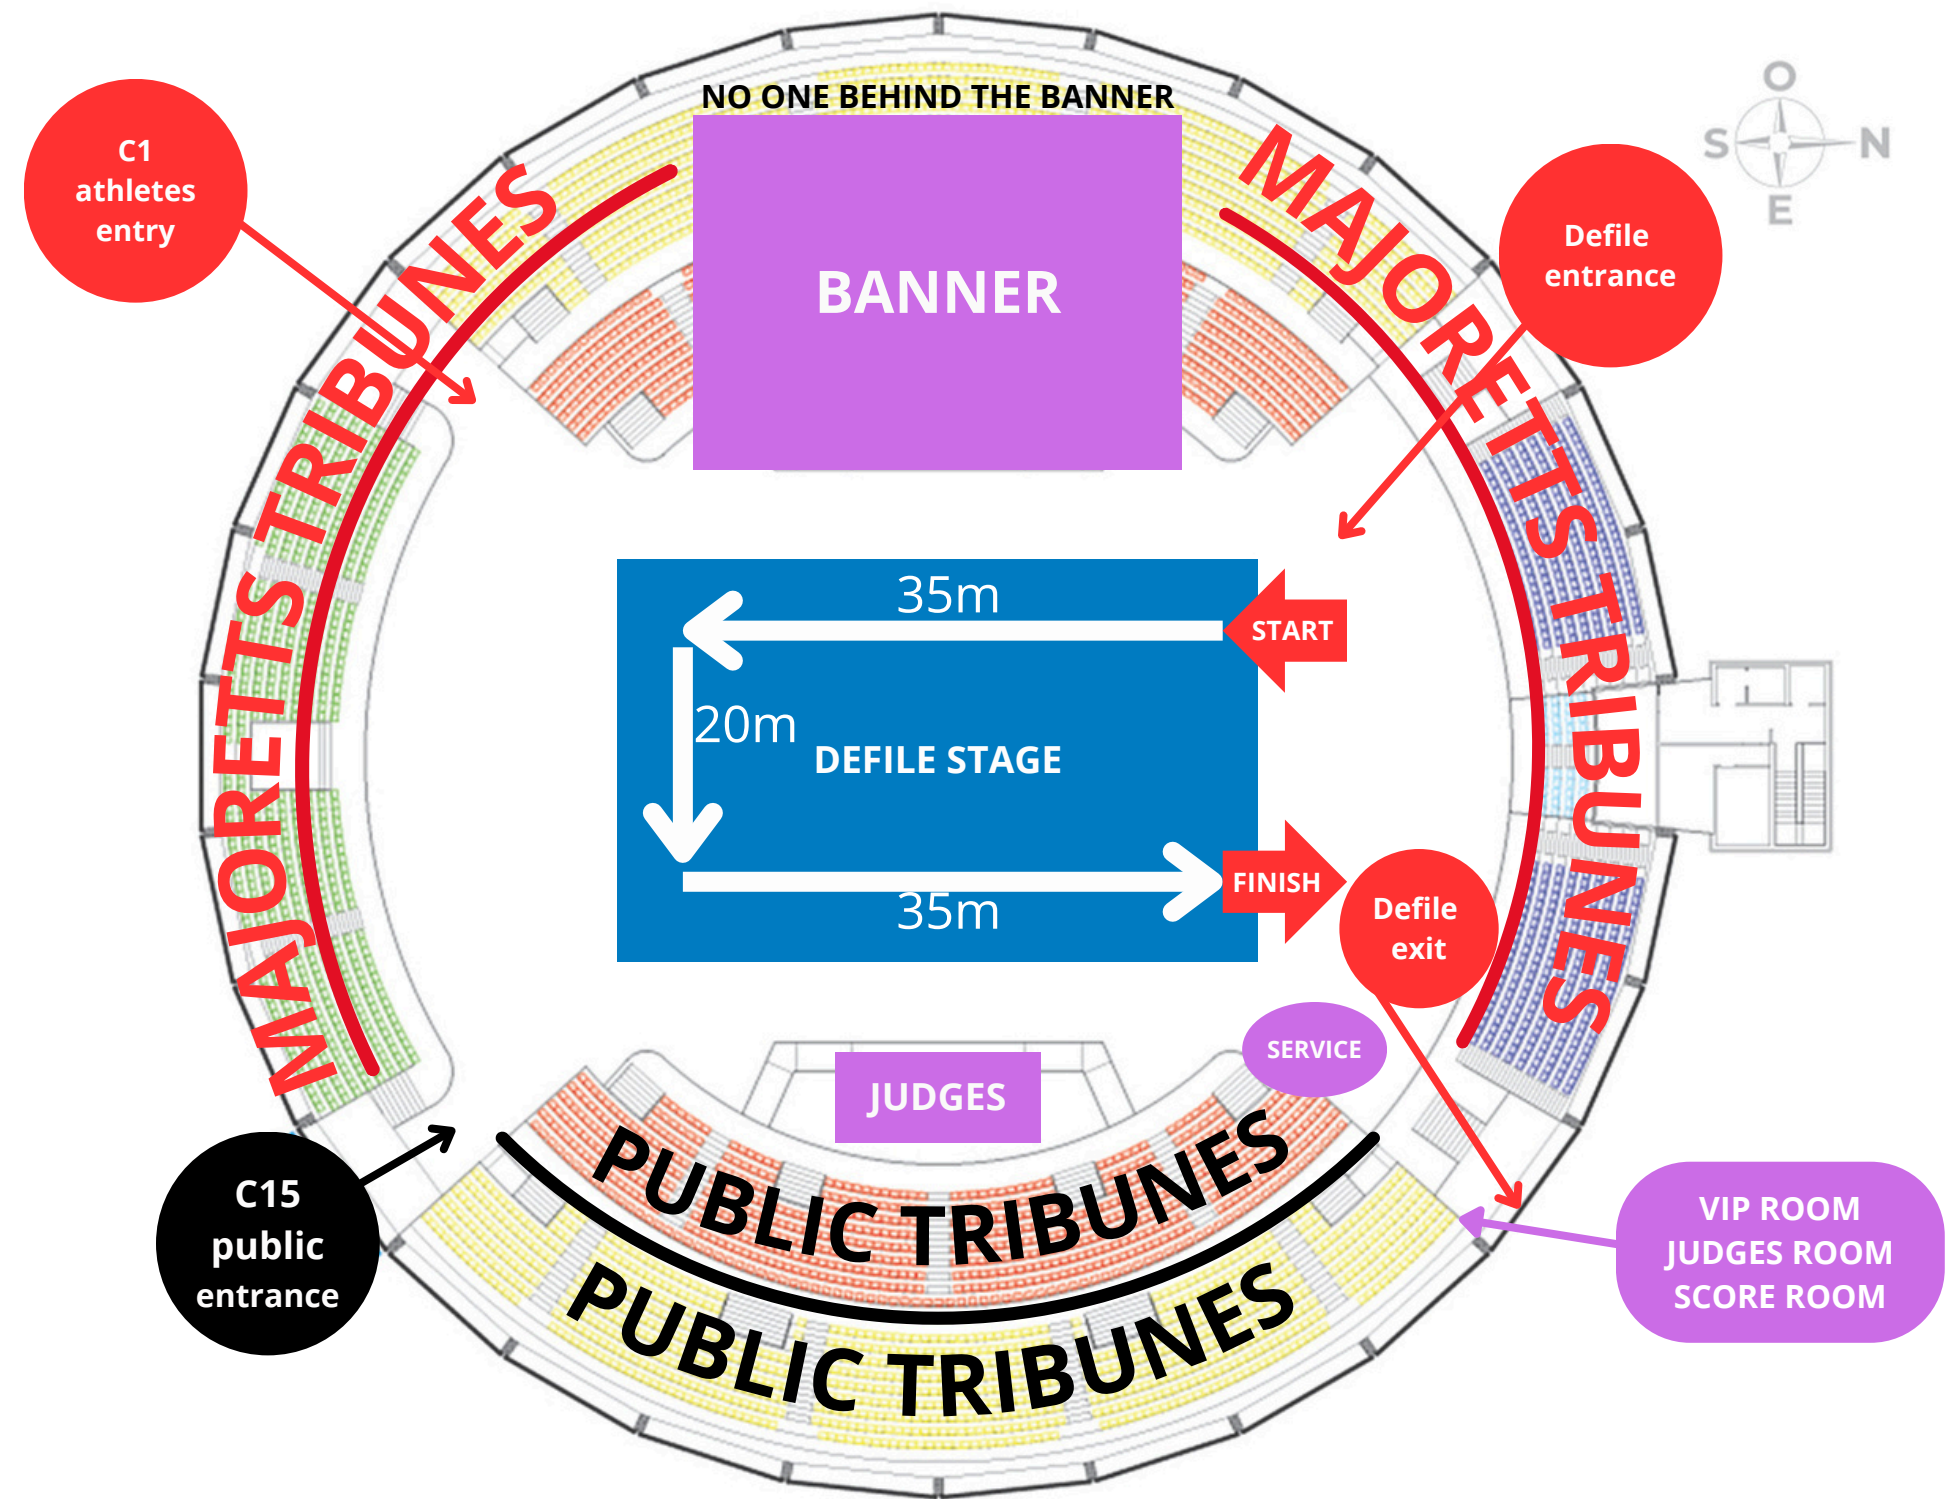 NO ONE BEHIND THE BANNER
C1
athletes
entry
O
S
N
E
Defile
entrance
BANNER
MAJORETTS TRIBUNES
MAJORETTS TRIBUNES
35m
START
20m
DEFILE STAGE
FINISH
35m
Defile
exit
SERVICE
JUDGES
PUBLIC TRIBUNES
PUBLIC TRIBUNES
C15
public
entrance
VIP ROOM
JUDGES ROOM
SCORE ROOM